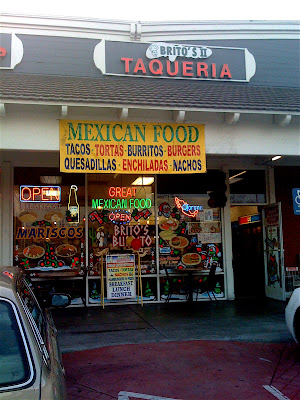 BRITO'S II
TAQUERIA
MEXICAN FOOD
TACOS - TORTAS - BURRITOS - BURGERS
QUESADILLAS - ENCHILADAS - NACHOS
OPEN
GREAT
MEXICAN FOOD
OPEN
MARISCOS
BREAKFAST
LUNCH
DINNER